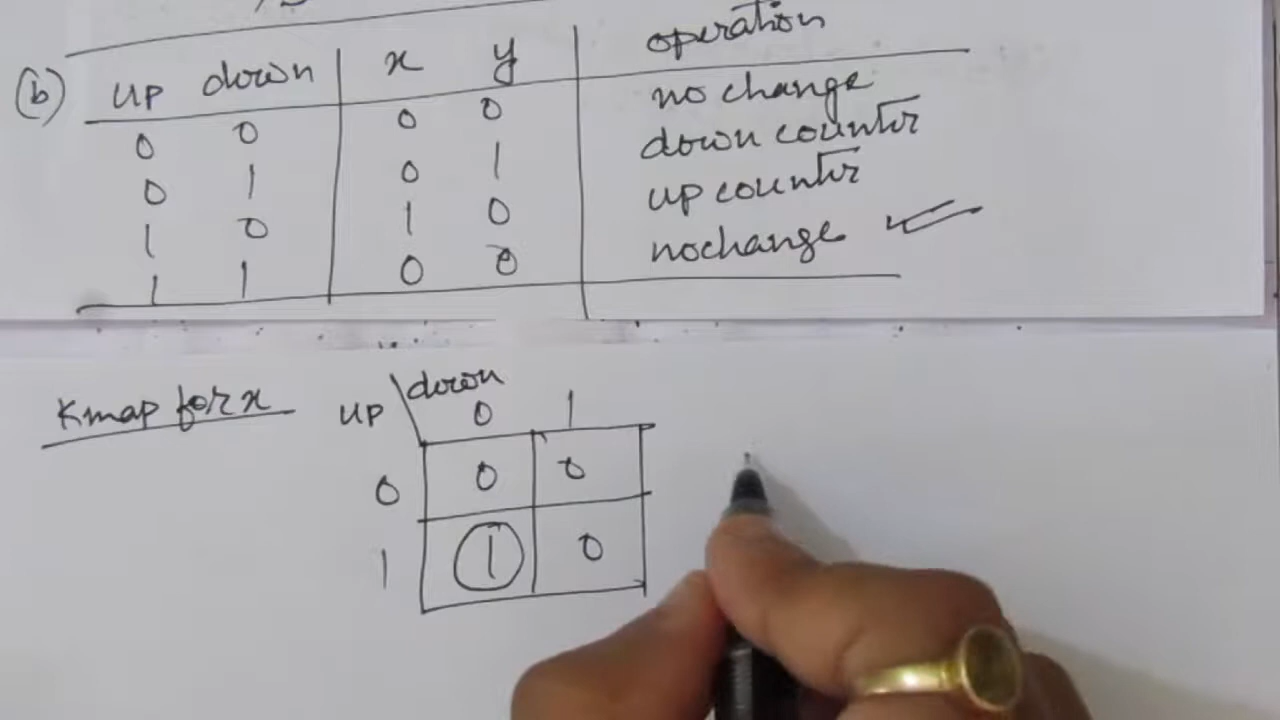 (b) up down x y operation
0 0 0 0 no change
0 1 0 1 down counter
1 0 1 0 up counter
1 1 0 0 nochange
Kmap for x
up down
0 1
0 0 0
1 1 0